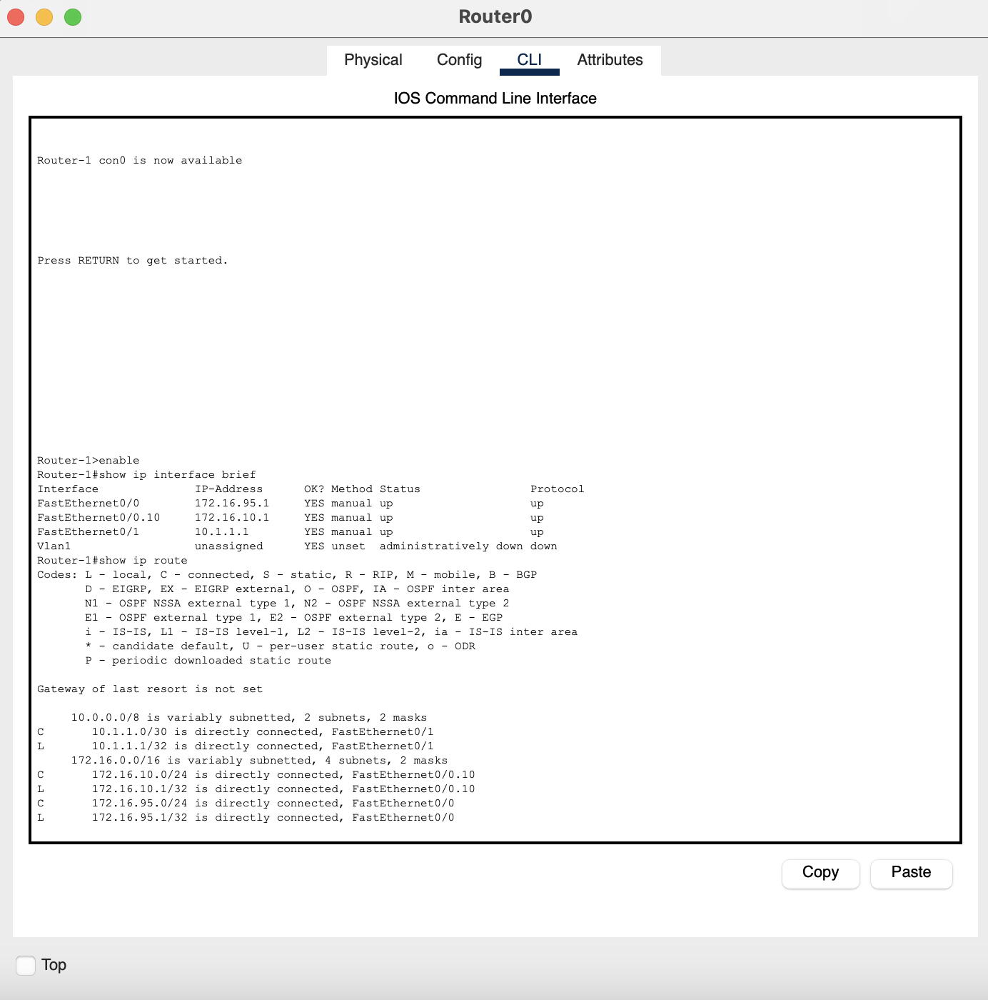 Router0
Physical Config CLI Attributes
IOS Command Line Interface
Router-1 con0 is now available
Press RETURN to get started.
Router-1>enable
Router-1#show ip interface brief
Interface              IP-Address      OK? Method Status                Protocol
FastEthernet0/0        172.16.95.1     YES manual up                    up
FastEthernet0/0.10     172.16.10.1     YES manual up                    up
FastEthernet0/1        10.1.1.1        YES manual up                    up
Vlan1                  unassigned      YES unset  administratively down down
Router-1#show ip route
Codes: L - local, C - connected, S - static, R - RIP, M - mobile, B - BGP
       D - EIGRP, EX - EIGRP external, O - OSPF, IA - OSPF inter area
       N1 - OSPF NSSA external type 1, N2 - OSPF NSSA external type 2
       E1 - OSPF external type 1, E2 - OSPF external type 2, E - EGP
       i - IS-IS, L1 - IS-IS level-1, L2 - IS-IS level-2, ia - IS-IS inter area
       * - candidate default, U - per-user static route, o - ODR
       P - periodic downloaded static route
Gateway of last resort is not set
     10.0.0.0/8 is variably subnetted, 2 subnets, 2 masks
C       10.1.1.0/30 is directly connected, FastEthernet0/1
L       10.1.1.1/32 is directly connected, FastEthernet0/1
     172.16.0.0/16 is variably subnetted, 4 subnets, 2 masks
C       172.16.10.0/24 is directly connected, FastEthernet0/0.10
L       172.16.10.1/32 is directly connected, FastEthernet0/0.10
C       172.16.95.0/24 is directly connected, FastEthernet0/0
L       172.16.95.1/32 is directly connected, FastEthernet0/0
Copy Paste
Top